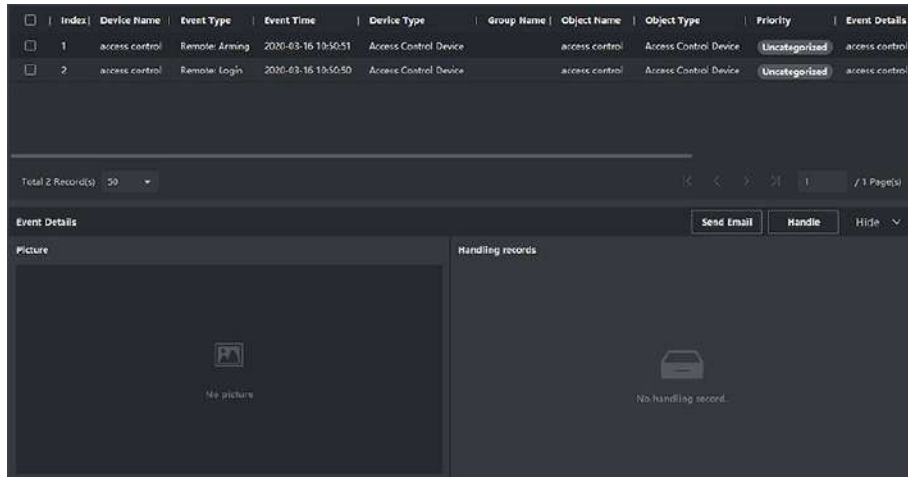 Index Device Name Event Type Event Time Device Type Group Name Object Name Object Type Priority Event Details
1 access control Remote: Arming 2020-03-16 10:50:51 Access Control Device access control Access Control Device Uncategorized access control
2 access control Remote: Login 2020-03-16 10:50:50 Access Control Device access control Access Control Device Uncategorized access control
Total 2 Record(s) 50 1 / 1 Page(s)
Event Details Send Email Handle Hide
Picture Handling records
No picture No handling record.